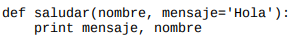 def saludar(nombre, mensaje='Hola'):
    print mensaje, nombre